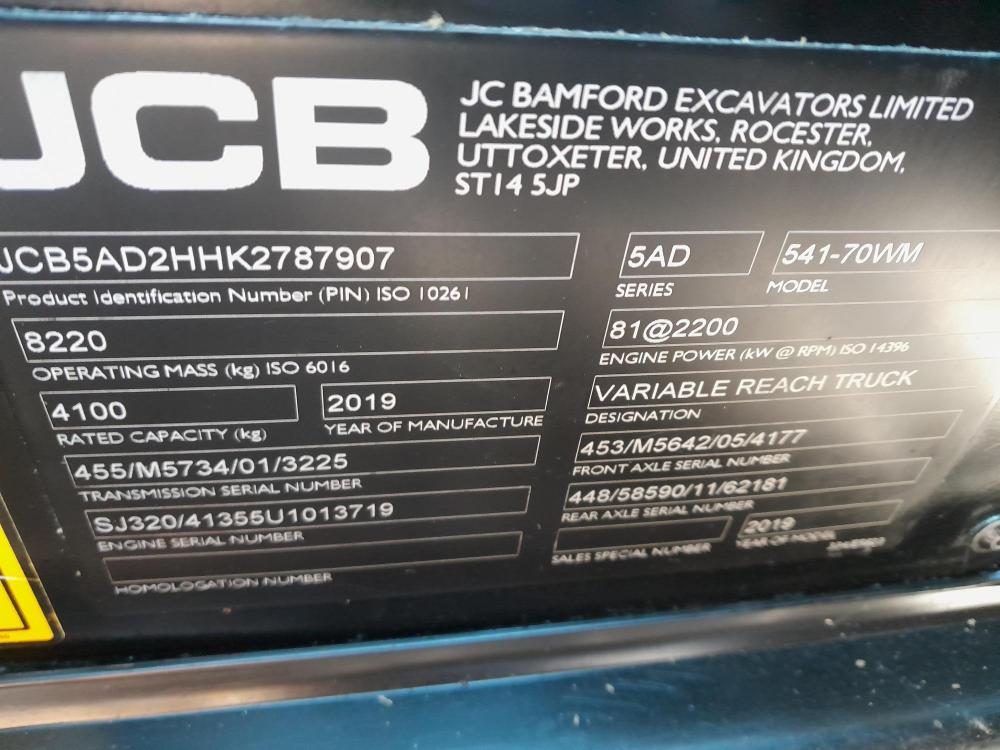 JCB
JC BAMFORD EXCAVATORS LIMITED
LAKESIDE WORKS, ROCESTER,
UTTOXETER, UNITED KINGDOM,
ST14 5JP
JCB5AD2HHK2787907
Product Identification Number (PIN) ISO 10261
5AD
SERIES
541-70WM
MODEL
8220
OPERATING MASS (kg) ISO 6016
81@2200
ENGINE POWER (kW @ RPM) ISO 14396
4100
RATED CAPACITY (kg)
2019
YEAR OF MANUFACTURE
VARIABLE REACH TRUCK
DESIGNATION
455/M5734/01/3225
TRANSMISSION SERIAL NUMBER
453/M5642/05/4177
FRONT AXLE SERIAL NUMBER
SJ320/41355U1013719
ENGINE SERIAL NUMBER
448/58590/11/62181
REAR AXLE SERIAL NUMBER
HOMOLOGATION NUMBER
SALES SPECIAL NUMBER
2019
YEAR OF MODEL